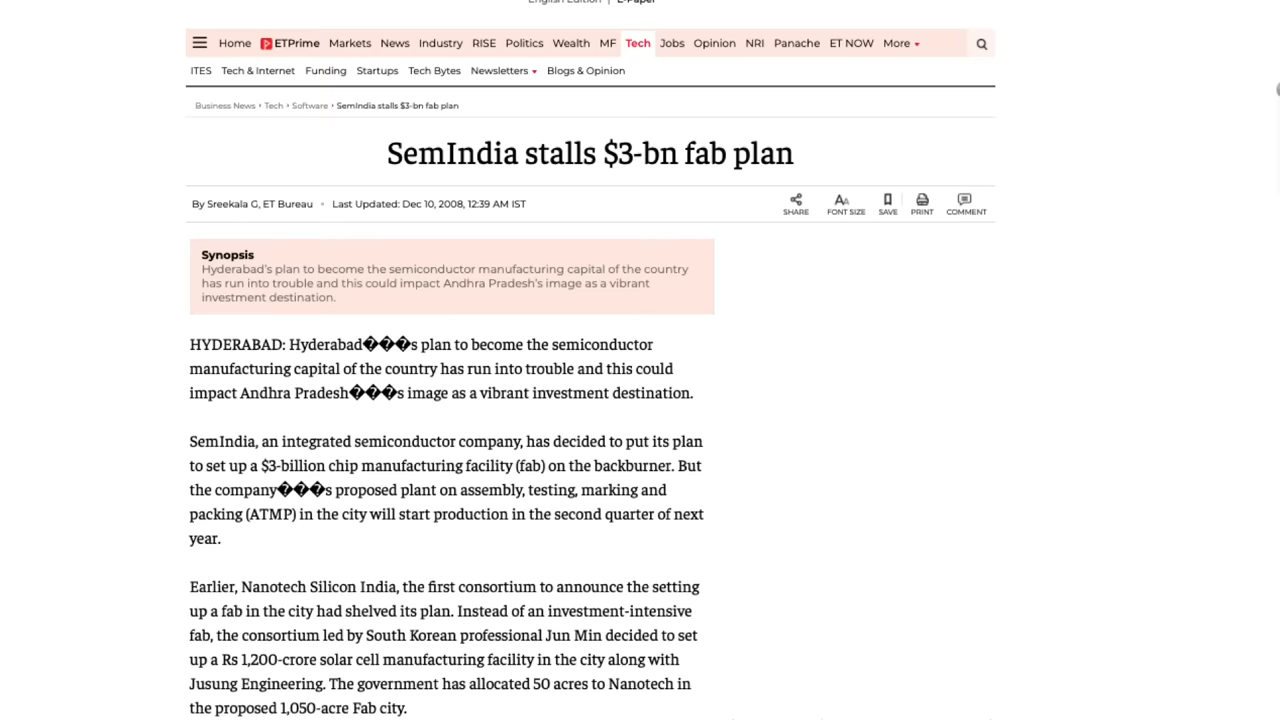 English Edition | E-Paper
Home ETPrime Markets News Industry RISE Politics Wealth MF Tech Jobs Opinion NRI Panache ET NOW More
ITES Tech & Internet Funding Startups Tech Bytes Newsletters Blogs & Opinion
Business News › Tech › Software › SemIndia stalls $3-bn fab plan
SemIndia stalls $3-bn fab plan
By Sreekala G, ET Bureau • Last Updated: Dec 10, 2008, 12:39 AM IST
SHARE FONT SIZE SAVE PRINT COMMENT
Synopsis
Hyderabad's plan to become the semiconductor manufacturing capital of the country
has run into trouble and this could impact Andhra Pradesh's image as a vibrant
investment destination.
HYDERABAD: Hyderabad���s plan to become the semiconductor
manufacturing capital of the country has run into trouble and this could
impact Andhra Pradesh���s image as a vibrant investment destination.
SemIndia, an integrated semiconductor company, has decided to put its plan
to set up a $3-billion chip manufacturing facility (fab) on the backburner. But
the company���s proposed plant on assembly, testing, marking and
packing (ATMP) in the city will start production in the second quarter of next
year.
Earlier, Nanotech Silicon India, the first consortium to announce the setting
up a fab in the city had shelved its plan. Instead of an investment-intensive
fab, the consortium led by South Korean professional Jun Min decided to set
up a Rs 1,200-crore solar cell manufacturing facility in the city along with
Jusung Engineering. The government has allocated 50 acres to Nanotech in
the proposed 1,050-acre Fab city.